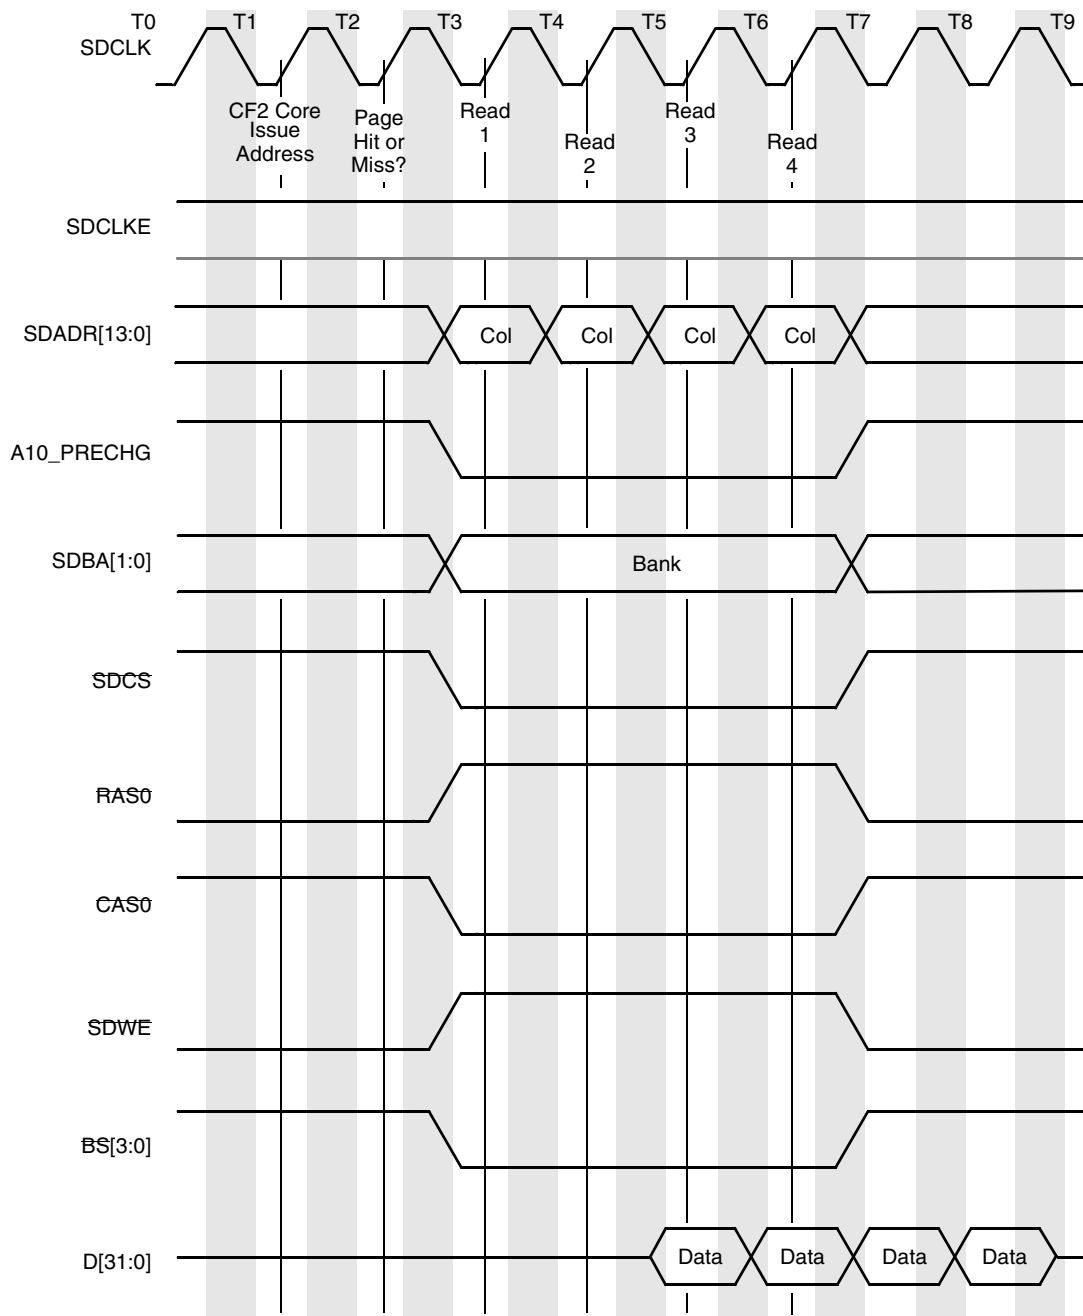 T0 T1 T2 T3 T4 T5 T6 T7 T8 T9
SDCLK
CF2 Core
Issue
Address
Page
Hit or
Miss?
Read
1
Read
2
Read
3
Read
4
SDCLKE
SDADR[13:0]
Col Col Col Col
A10_PRECHG
SDBA[1:0]
Bank
SDCS
RAS0
CAS0
SDWE
BS[3:0]
D[31:0]
Data Data Data Data